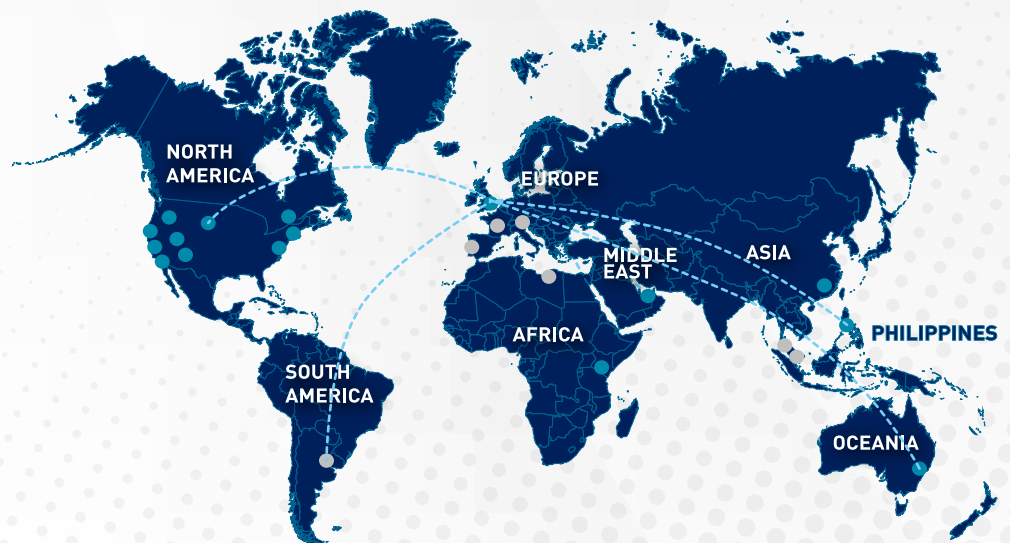 NORTH
AMERICA
EUROPE
MIDDLE
EAST
ASIA
AFRICA
PHILIPPINES
SOUTH
AMERICA
OCEANIA